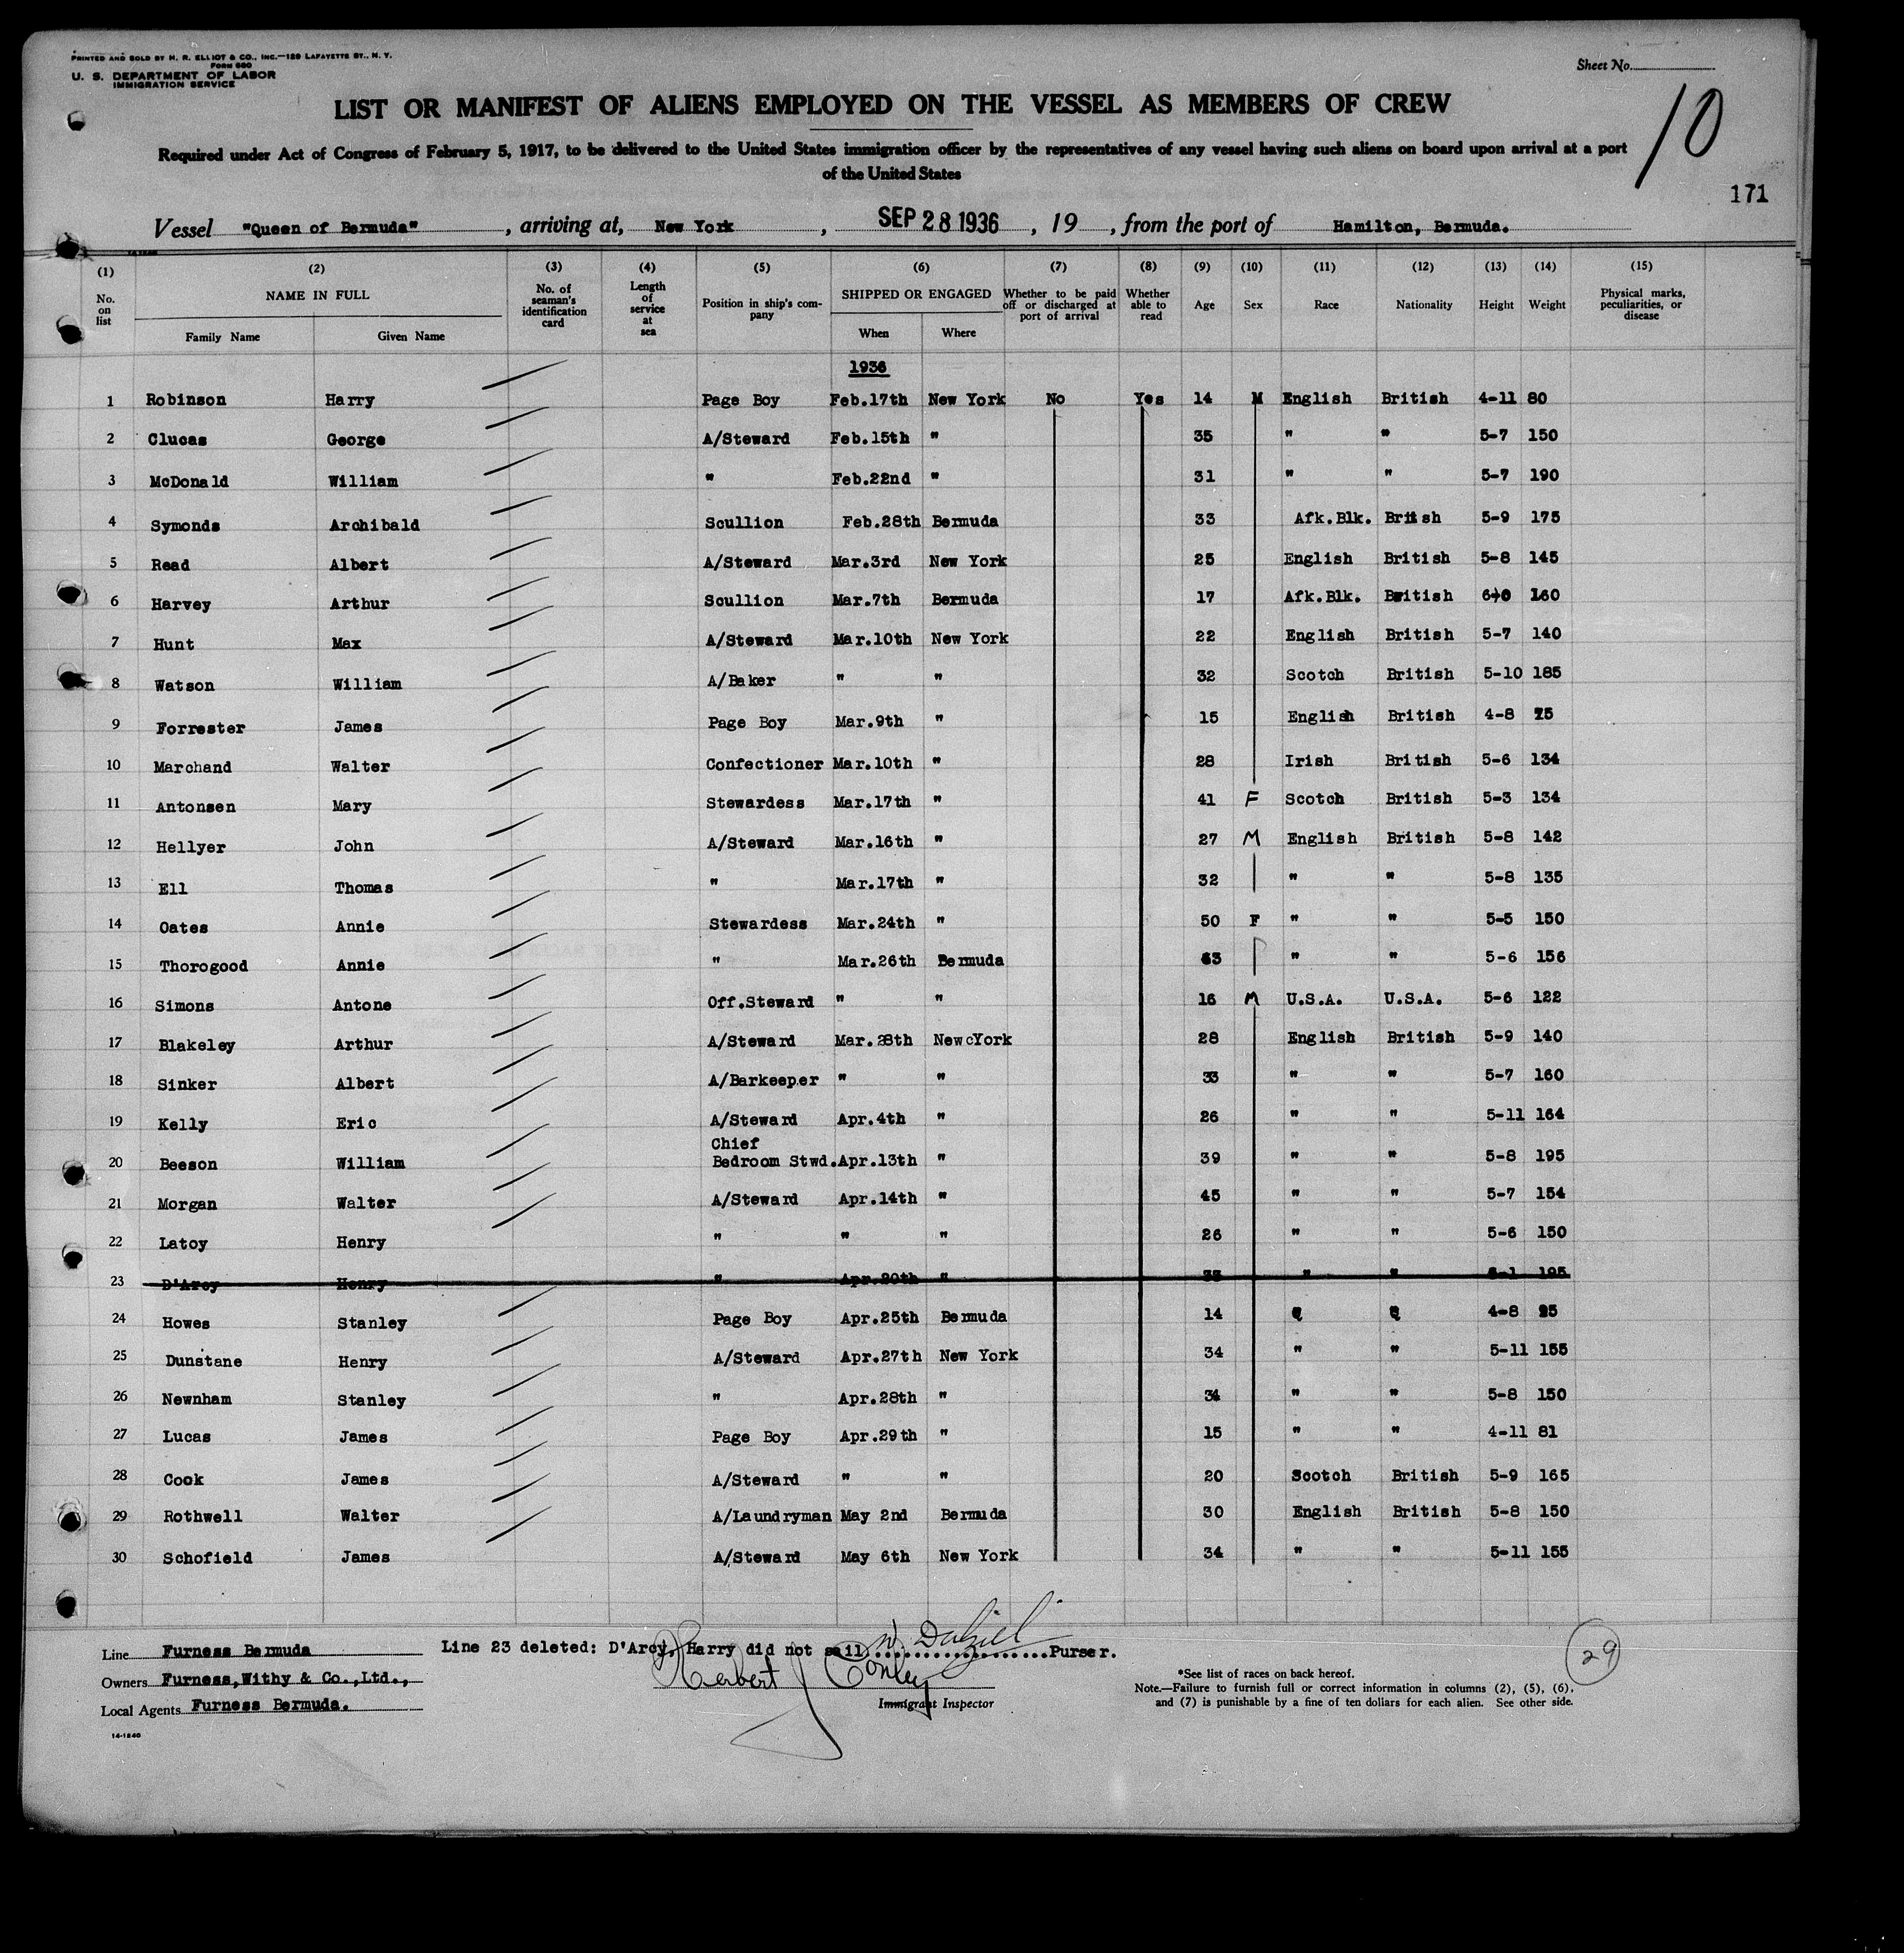 PRINTED AND SOLD BY H. R. ELLIOT & CO., INC.—129 LAFAYETTE ST., N. Y.
FORM 680
U. S. DEPARTMENT OF LABOR
IMMIGRATION SERVICE
Sheet No.
LIST OR MANIFEST OF ALIENS EMPLOYED ON THE VESSEL AS MEMBERS OF CREW
10
Required under Act of Congress of February 5, 1917, to be delivered to the United States immigration officer by the representatives of any vessel having such aliens on board upon arrival at a port
of the United States
171
Vessel "Queen of Bermuda", arriving at, New York, SEP 28 1936, 19, from the port of Hamilton, Bermuda.
(1) (2) (3) (4) (5) (6) (7) (8) (9) (10) (11) (12) (13) (14) (15)
No. on list NAME IN FULL Family Name Given Name No. of seaman's identification card Length of service at sea Position in ship's company SHIPPED OR ENGAGED When Where Whether to be paid off or discharged at port of arrival Whether able to read Age Sex Race Nationality Height Weight Physical marks, peculiarities, or disease
1936
1 Robinson Harry Page Boy Feb.17th New York No Yes 14 M English British 4-11 80
2 Clucas George A/Steward Feb.15th " 35 " " 5-7 150
3 McDonald William " Feb.22nd " 31 " " 5-7 190
4 Symonds Archibald Scullion Feb.28th Bermuda 33 Afk.Blk. British 5-9 175
5 Read Albert A/Steward Mar.3rd New York 25 English British 5-8 145
6 Harvey Arthur Scullion Mar.7th Bermuda 17 Afk.Blk. British 160
7 Hunt Max A/Steward Mar.10th New York 22 English British 5-7 140
8 Watson William A/Baker " " 32 Scotch British 5-10 185
9 Forrester James Page Boy Mar.9th " 15 English British 4-8
10 Marchand Walter Confectioner Mar.10th " 28 Irish British 5-6 134
11 Antonsen Mary Stewardess Mar.17th " 41 F Scotch British 5-3 134
12 Hellyer John A/Steward Mar.16th " 27 M English British 5-8 142
13 Ell Thomas " Mar.17th " 32 " " 5-8 135
14 Oates Annie Stewardess Mar.24th " 50 F " " 5-5 150
15 Thorogood Annie " Mar.26th Bermuda " " 5-6 156
16 Simons Antone Off.Steward " " 16 M U.S.A. U.S.A. 5-6 122
17 Blakeley Arthur A/Steward Mar.28th NewcYork 28 English British 5-9 140
18 Sinker Albert A/Barkeeper " " 33 " " 5-7 160
19 Kelly Eric A/Steward Apr.4th " 26 " " 5-11 164
20 Beeson William Chief Bedroom Stwd. Apr.13th " 39 " " 5-8 195
21 Morgan Walter A/Steward Apr.14th " 45 " " 5-7 154
22 Latoy Henry " " " 26 " " 5-6 150
23 D'Arcy Henry " Apr.20th " " " 195
24 Howes Stanley Page Boy Apr.25th Bermuda 14 4-8
25 Dunstane Henry A/Steward Apr.27th New York 34 " " 5-11 155
26 Newnham Stanley " Apr.28th " 34 " " 5-8 150
27 Lucas James Page Boy Apr.29th " 15 " " 4-11 81
28 Cook James A/Steward " " 20 Scotch British 5-9 165
29 Rothwell Walter A/Laundryman May 2nd Bermuda 30 English British 5-8 150
30 Schofield James A/Steward May 6th New York 34 " " 5-11 155
Line Furness Bermuda
Line 23 deleted: D'Arcy, Harry did not sail. Purser.
Owners Furness, Withy & Co.,Ltd.,
Herbert J Conley
Immigrant Inspector
Local Agents Furness Bermuda.
*See list of races on back hereof.
Note.—Failure to furnish full or correct information in columns (2), (5), (6),
and (7) is punishable by a fine of ten dollars for each alien. See other side.
29
14-1240